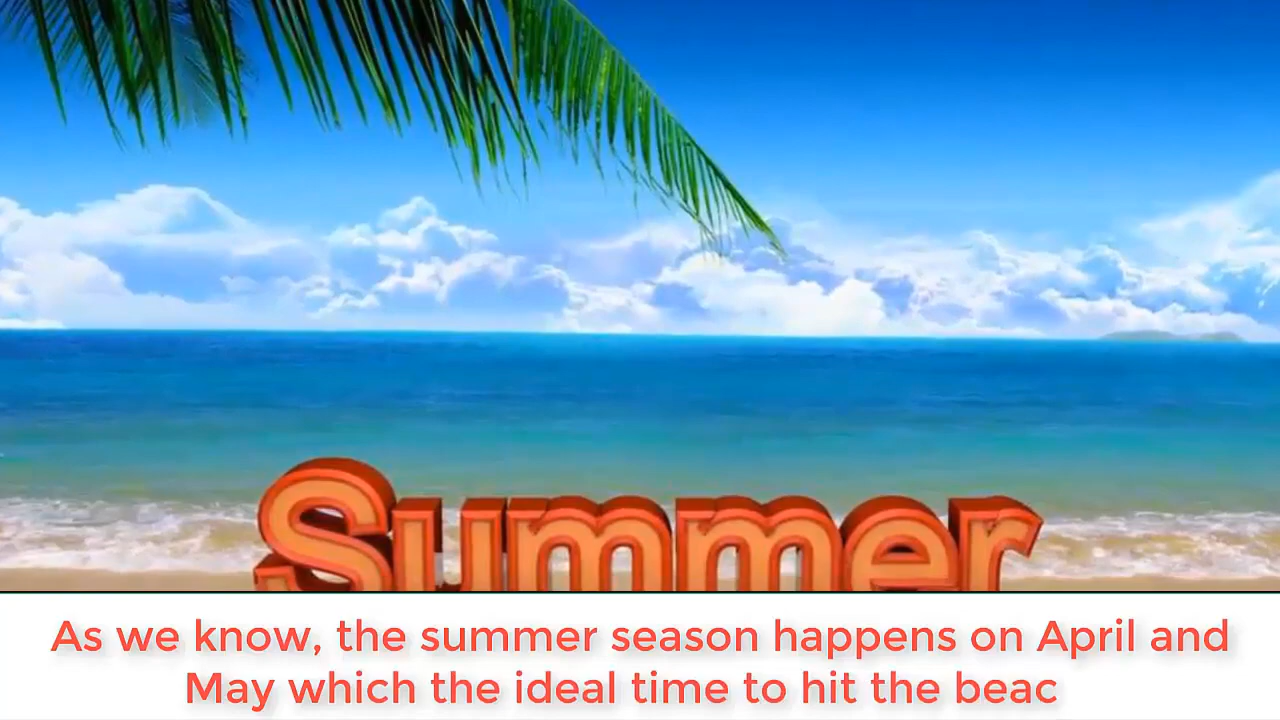 Summer
As we know, the summer season happens on April and
May which the ideal time to hit the beac